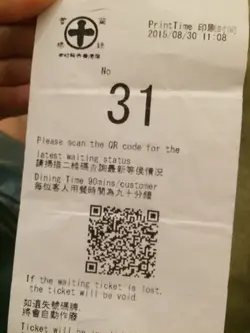 PrintTime 印刷時間
2015/08/30 11:08
No
31
Please scan the QR code for the
latest waiting status
請掃描二維碼查詢最新等侯情況
Dining Time 90mins/customer
每位客人用餐時間為九十分鐘
If the waiting ticket is lost,
the ticket will be void.
如遺失號碼牌
將會自動作廢